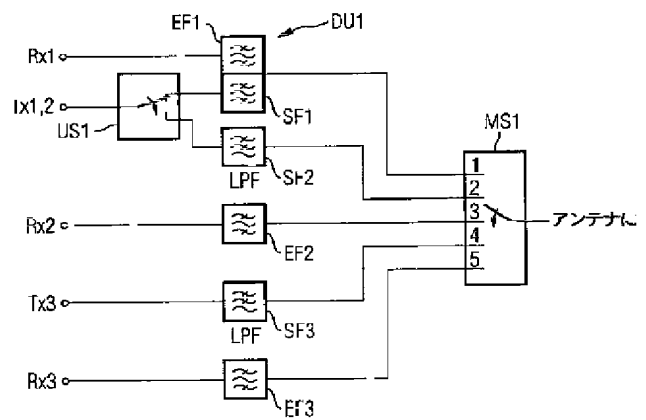 EF1
DU1
Rx1
Tx1,2
US1
SF1
MS1
1
2
3
4
5
LPF
SF2
アンテナに
Rx2
EF2
Tx3
LPF
SF3
Rx3
EF3